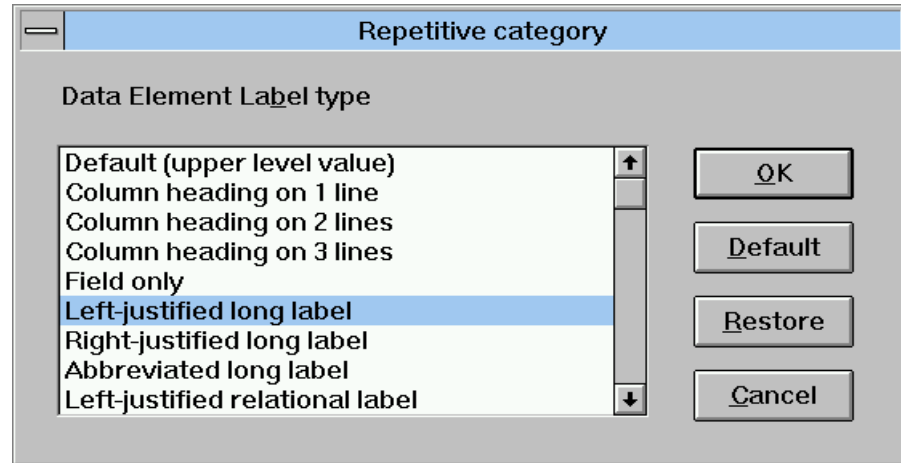 Repetitive category
Data Element Label type
Default (upper level value)
Column heading on 1 line
Column heading on 2 lines
Column heading on 3 lines
Field only
Left-justified long label
Right-justified long label
Abbreviated long label
Left-justified relational label
OK
Default
Restore
Cancel